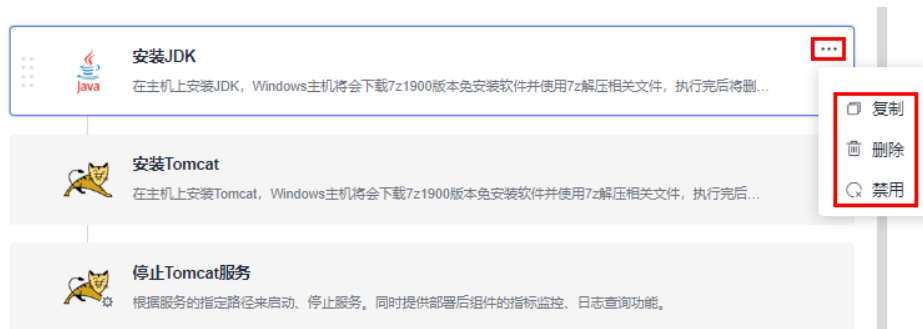 安装JDK
在主机上安装JDK，Windows主机将会下载7z1900版本免安装软件并使用7z解压相关文件，执行完后将删...
Java
复制
删除
禁用
安装Tomcat
在主机上安装Tomcat，Windows主机将会下载7z1900版本免安装软件并使用7z解压相关文件，执行完后...
停止Tomcat服务
根据服务的指定路径来启动、停止服务。同时提供部署后组件的指标监控、日志查询功能。